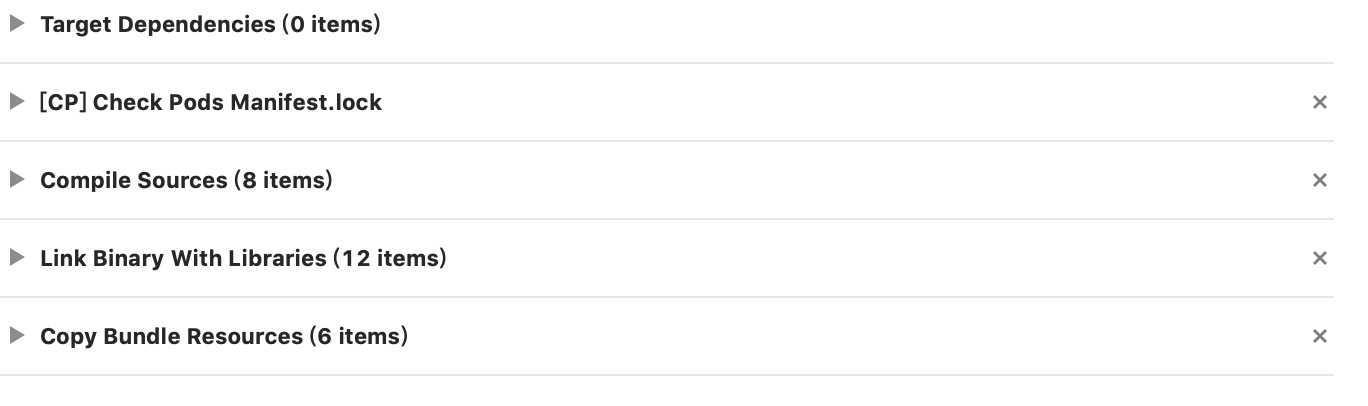 Target Dependencies (0 items)
[CP] Check Pods Manifest.lock
Compile Sources (8 items)
Link Binary With Libraries (12 items)
Copy Bundle Resources (6 items)